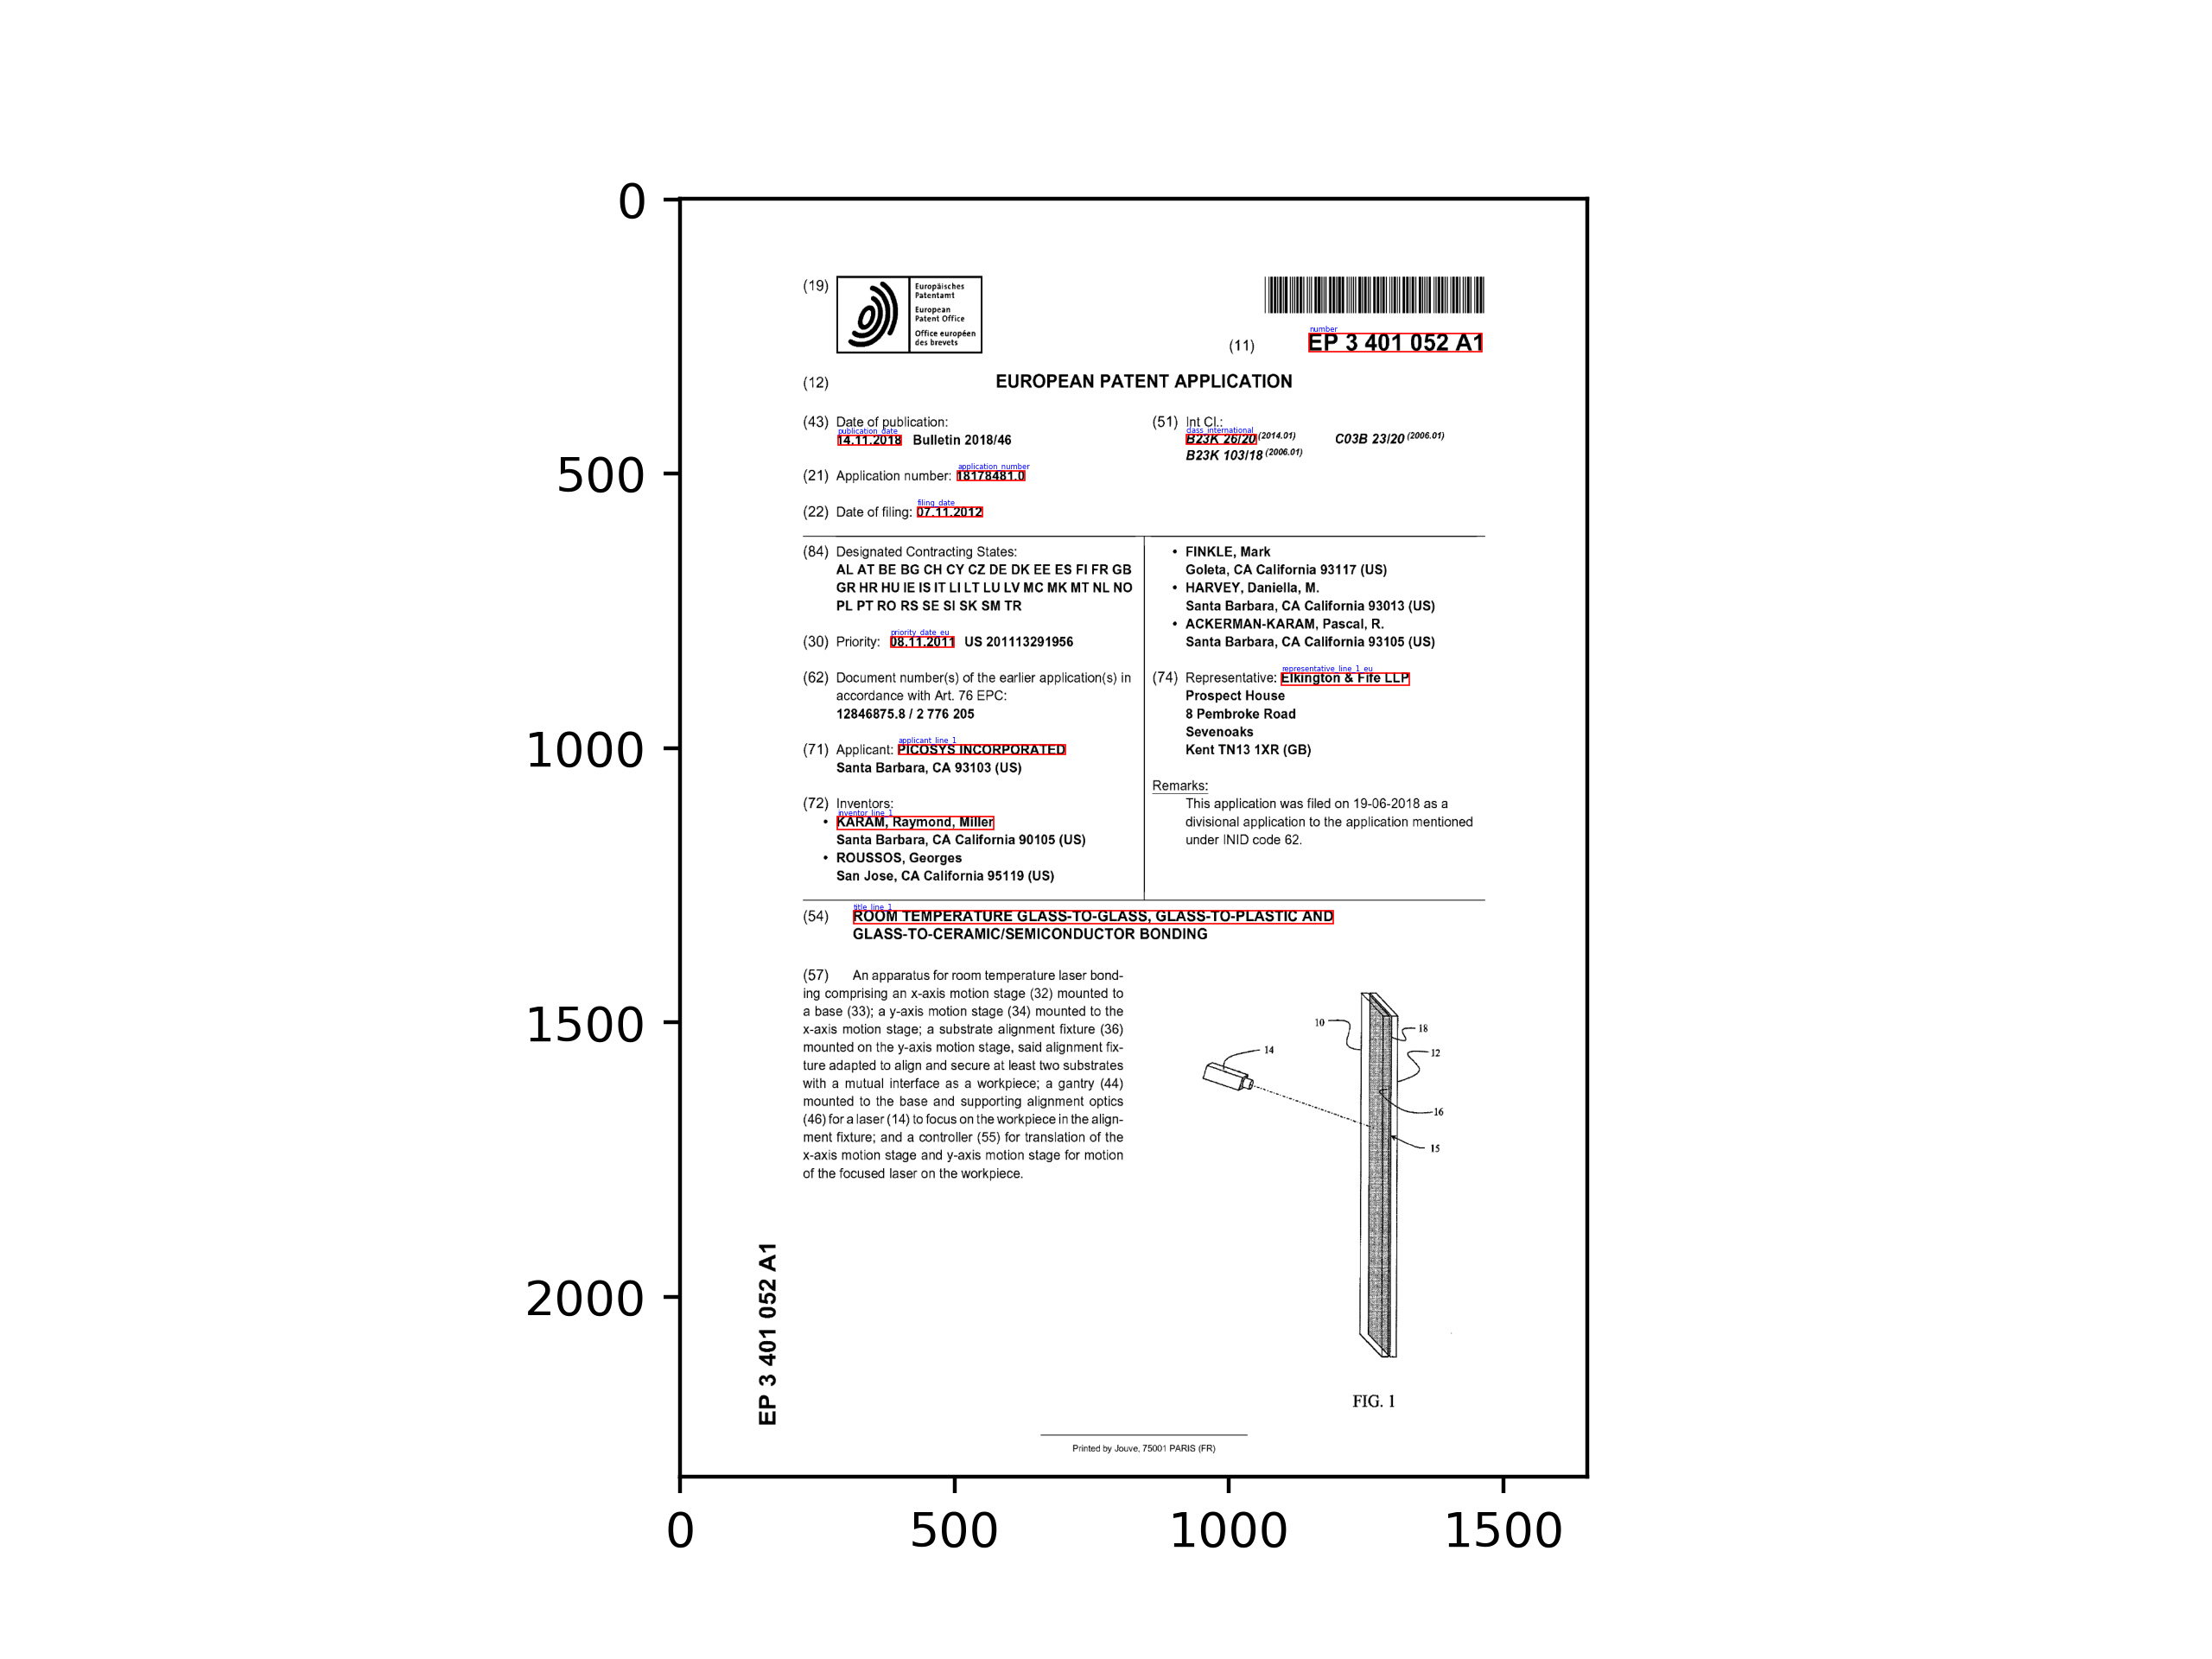 0
500
1000
1500
2000
0
500
1000
1500
(19)
Europäisches
Patentamt
European
Patent Office
Office européen
des brevets
number
(11)
EP 3 401 052 A1
(12)
EUROPEAN PATENT APPLICATION
(43) Date of publication:
publication_date
14.11.2018 Bulletin 2018/46
application_number
(21) Application number: 18178481.0
filing_date
(22) Date of filing: 07.11.2012
(51) Int Cl.:
class_international
B23K 26/20 (2014.01) C03B 23/20 (2006.01)
B23K 103/18 (2006.01)
(84) Designated Contracting States:
AL AT BE BG CH CY CZ DE DK EE ES FI FR GB
GR HR HU IE IS IT LI LT LU LV MC MK MT NL NO
PL PT RO RS SE SI SK SM TR
priority_date_eu
(30) Priority: 08.11.2011 US 201113291956
(62) Document number(s) of the earlier application(s) in
accordance with Art. 76 EPC:
12846875.8 / 2 776 205
applicant_line_1
(71) Applicant: PICOSYS INCORPORATED
Santa Barbara, CA 93103 (US)
(72) Inventors:
inventor_line_1
• KARAM, Raymond, Miller
Santa Barbara, CA California 90105 (US)
• ROUSSOS, Georges
San Jose, CA California 95119 (US)
• FINKLE, Mark
Goleta, CA California 93117 (US)
• HARVEY, Daniella, M.
Santa Barbara, CA California 93013 (US)
• ACKERMAN-KARAM, Pascal, R.
Santa Barbara, CA California 93105 (US)
representative_line_1_eu
(74) Representative: Elkington & Fife LLP
Prospect House
8 Pembroke Road
Sevenoaks
Kent TN13 1XR (GB)
Remarks:
This application was filed on 19-06-2018 as a
divisional application to the application mentioned
under INID code 62.
title_line_1
(54) ROOM TEMPERATURE GLASS-TO-GLASS, GLASS-TO-PLASTIC AND
GLASS-TO-CERAMIC/SEMICONDUCTOR BONDING
(57) An apparatus for room temperature laser bond-
ing comprising an x-axis motion stage (32) mounted to
a base (33); a y-axis motion stage (34) mounted to the
x-axis motion stage; a substrate alignment fixture (36)
mounted on the y-axis motion stage, said alignment fix-
ture adapted to align and secure at least two substrates
with a mutual interface as a workpiece; a gantry (44)
mounted to the base and supporting alignment optics
(46) for a laser (14) to focus on the workpiece in the align-
ment fixture; and a controller (55) for translation of the
x-axis motion stage and y-axis motion stage for motion
of the focused laser on the workpiece.
10
18
14
12
16
15
FIG. 1
EP 3 401 052 A1
Printed by Jouve, 75001 PARIS (FR)